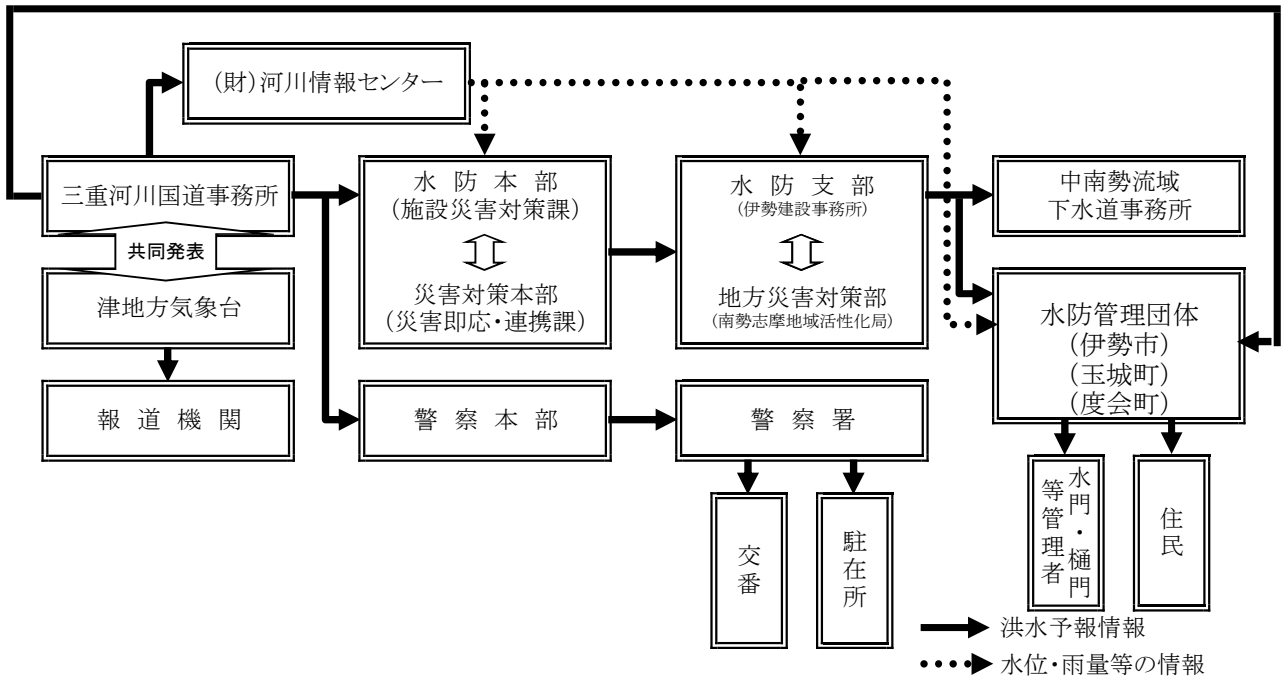 (財)河川情報センター
三重河川国道事務所
共同発表
津地方気象台
報道機関
水防本部
(施設災害対策課)
災害対策本部
(災害即応・連携課)
警察本部
水防支部
(伊勢建設事務所)
地方災害対策部
(南勢志摩地域活性化局)
警察署
交番
駐在所
中南勢流域
下水道事務所
水防管理団体
(伊勢市)
(玉城町)
(度会町)
水門・樋門
等管理者
住民
洪水予報情報
水位・雨量等の情報